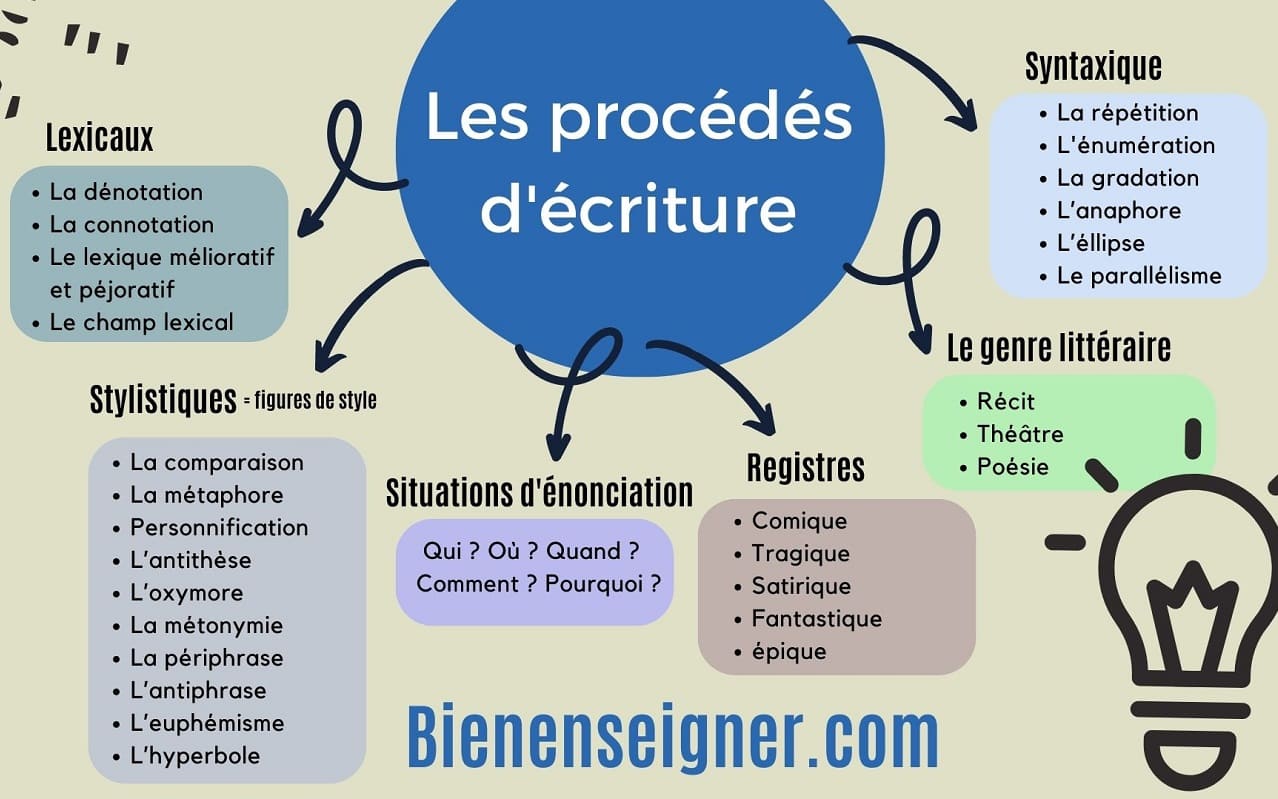 Les procédés
d'écriture
Lexicaux
• La dénotation
• La connotation
• Le lexique mélioratif
et péjoratif
• Le champ lexical
Stylistiques = figures de style
• La comparaison
• La métaphore
• Personnification
• L’antithèse
• L’oxymore
• La métonymie
• La périphrase
• L’antiphrase
• L’euphémisme
• L’hyperbole
Situations d'énonciation
Qui ? Où ? Quand ?
Comment ? Pourquoi ?
Registres
• Comique
• Tragique
• Satirique
• Fantastique
• épique
Le genre littéraire
• Récit
• Théâtre
• Poésie
Syntaxique
• La répétition
• L'énumération
• La gradation
• L’anaphore
• L’éllipse
• Le parallélisme
Bienenseigner.com